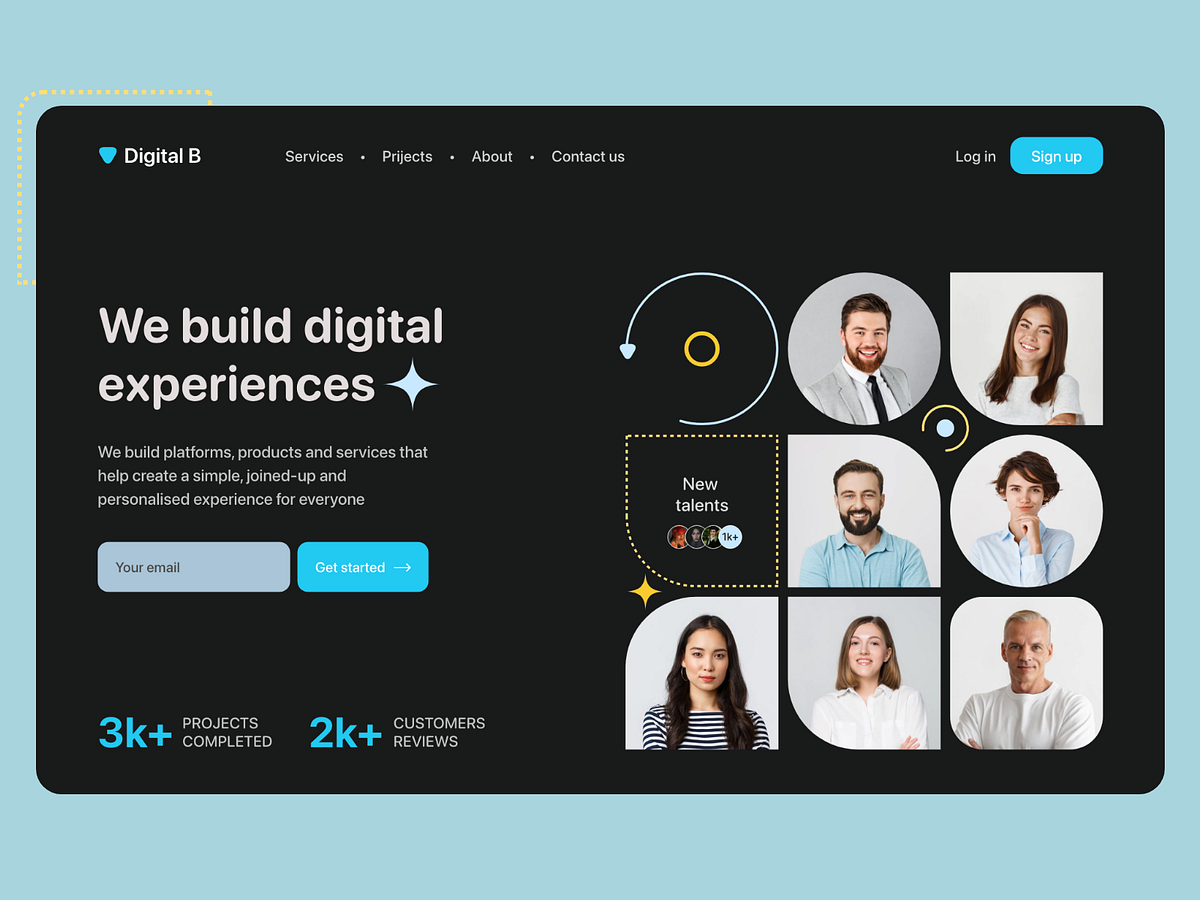 Digital B
Services • Prijects • About • Contact us
Log in
Sign up
We build digital
experiences
We build platforms, products and services that
help create a simple, joined-up and
personalised experience for everyone
Your email
Get started
3k+
PROJECTS
COMPLETED
2k+
CUSTOMERS
REVIEWS
New
talents
1k+